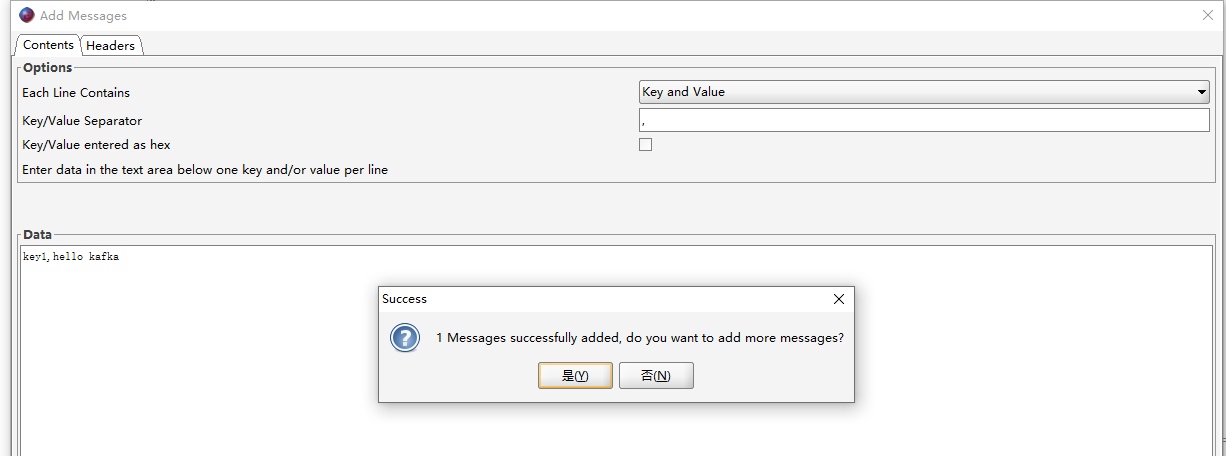 Add Messages
Contents Headers
Options
Each Line Contains Key and Value
Key/Value Separator ,
Key/Value entered as hex
Enter data in the text area below one key and/or value per line
Data
key1,hello kafka
Success
1 Messages successfully added, do you want to add more messages?
是(Y) 否(N)